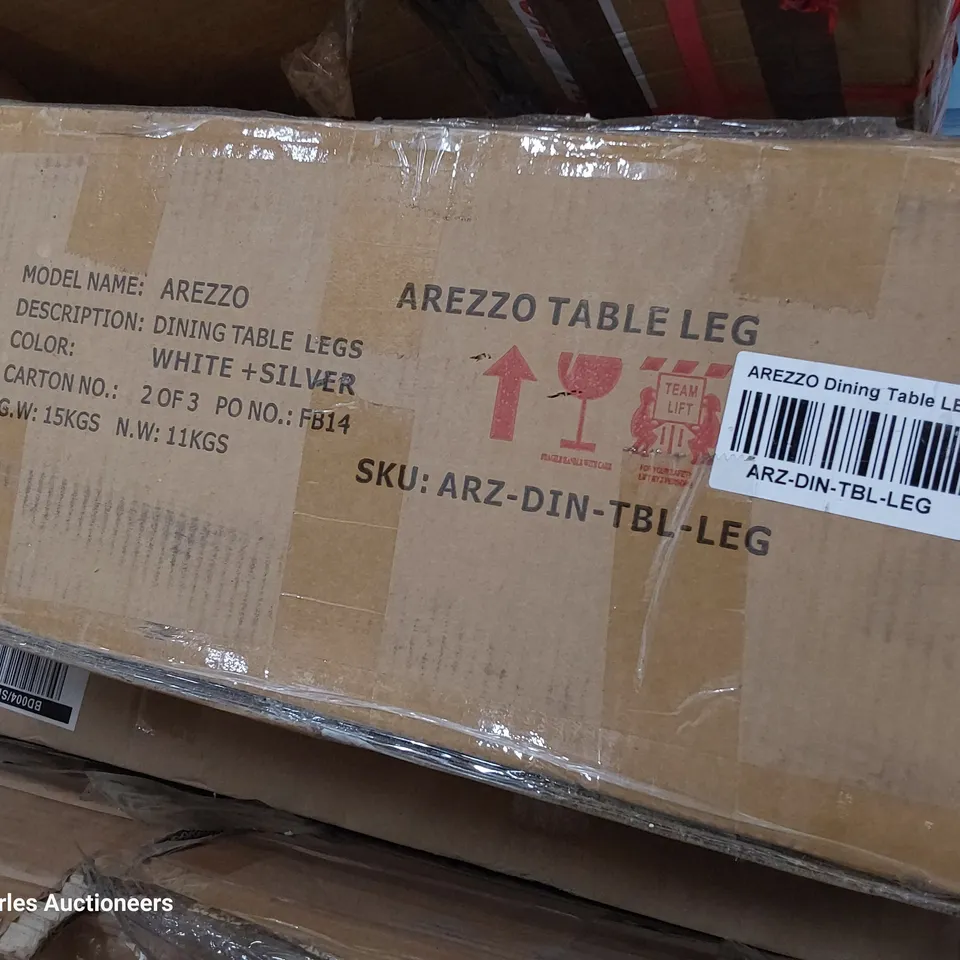 MODEL NAME: AREZZO
DESCRIPTION: DINING TABLE LEGS
COLOR: WHITE +SILVER
CARTON NO.: 2 OF 3 PO NO.: FB14
G.W: 15KGS N.W: 11KGS
AREZZO TABLE LEG
TEAM
LIFT
SKU: ARZ-DIN-TBL-LEG
AREZZO Dining Table LE
ARZ-DIN-TBL-LEG
rles Auctioneers